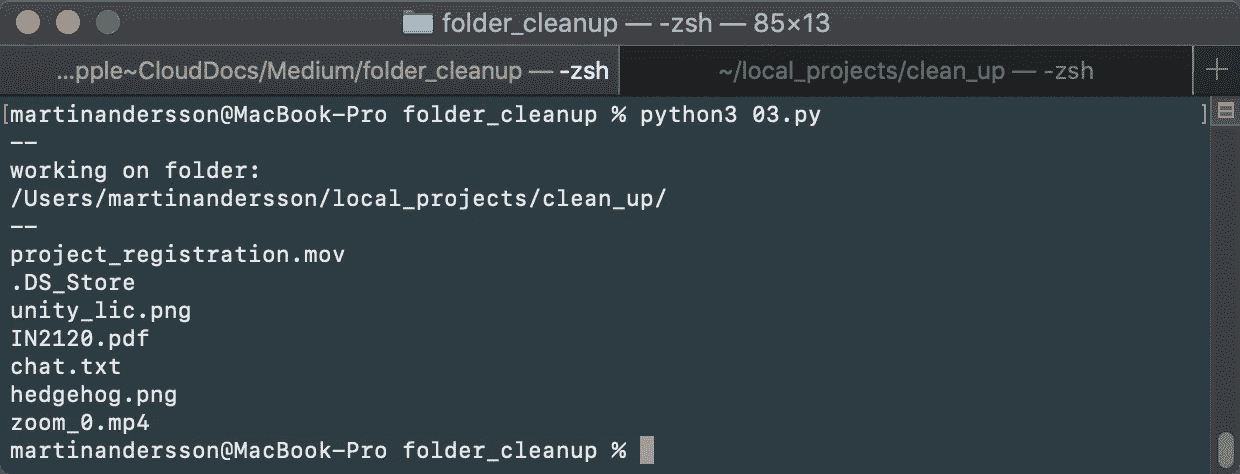 folder_cleanup — -zsh — 85×13
...pple~CloudDocs/Medium/folder_cleanup — -zsh
~/local_projects/clean_up — -zsh
[martinandersson@MacBook-Pro folder_cleanup % python3 03.py ]
--
working on folder:
/Users/martinandersson/local_projects/clean_up/
--
project_registration.mov
.DS_Store
unity_lic.png
IN2120.pdf
chat.txt
hedgehog.png
zoom_0.mp4
martinandersson@MacBook-Pro folder_cleanup %